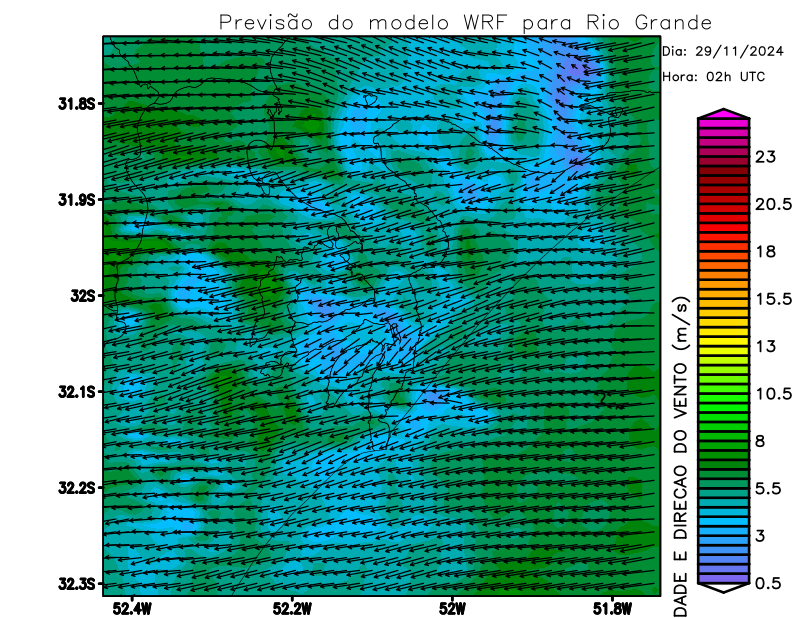 Previsão do modelo WRF para Rio Grande
Dia: 29/11/2024
Hora: 02h UTC
31.8S
31.9S
32S
32.1S
32.2S
32.3S
52.4W
52.2W
52W
51.8W
23
20.5
18
15.5
13
10.5
8
5.5
3
0.5
DADE E DIRECAO DO VENTO (m/s)